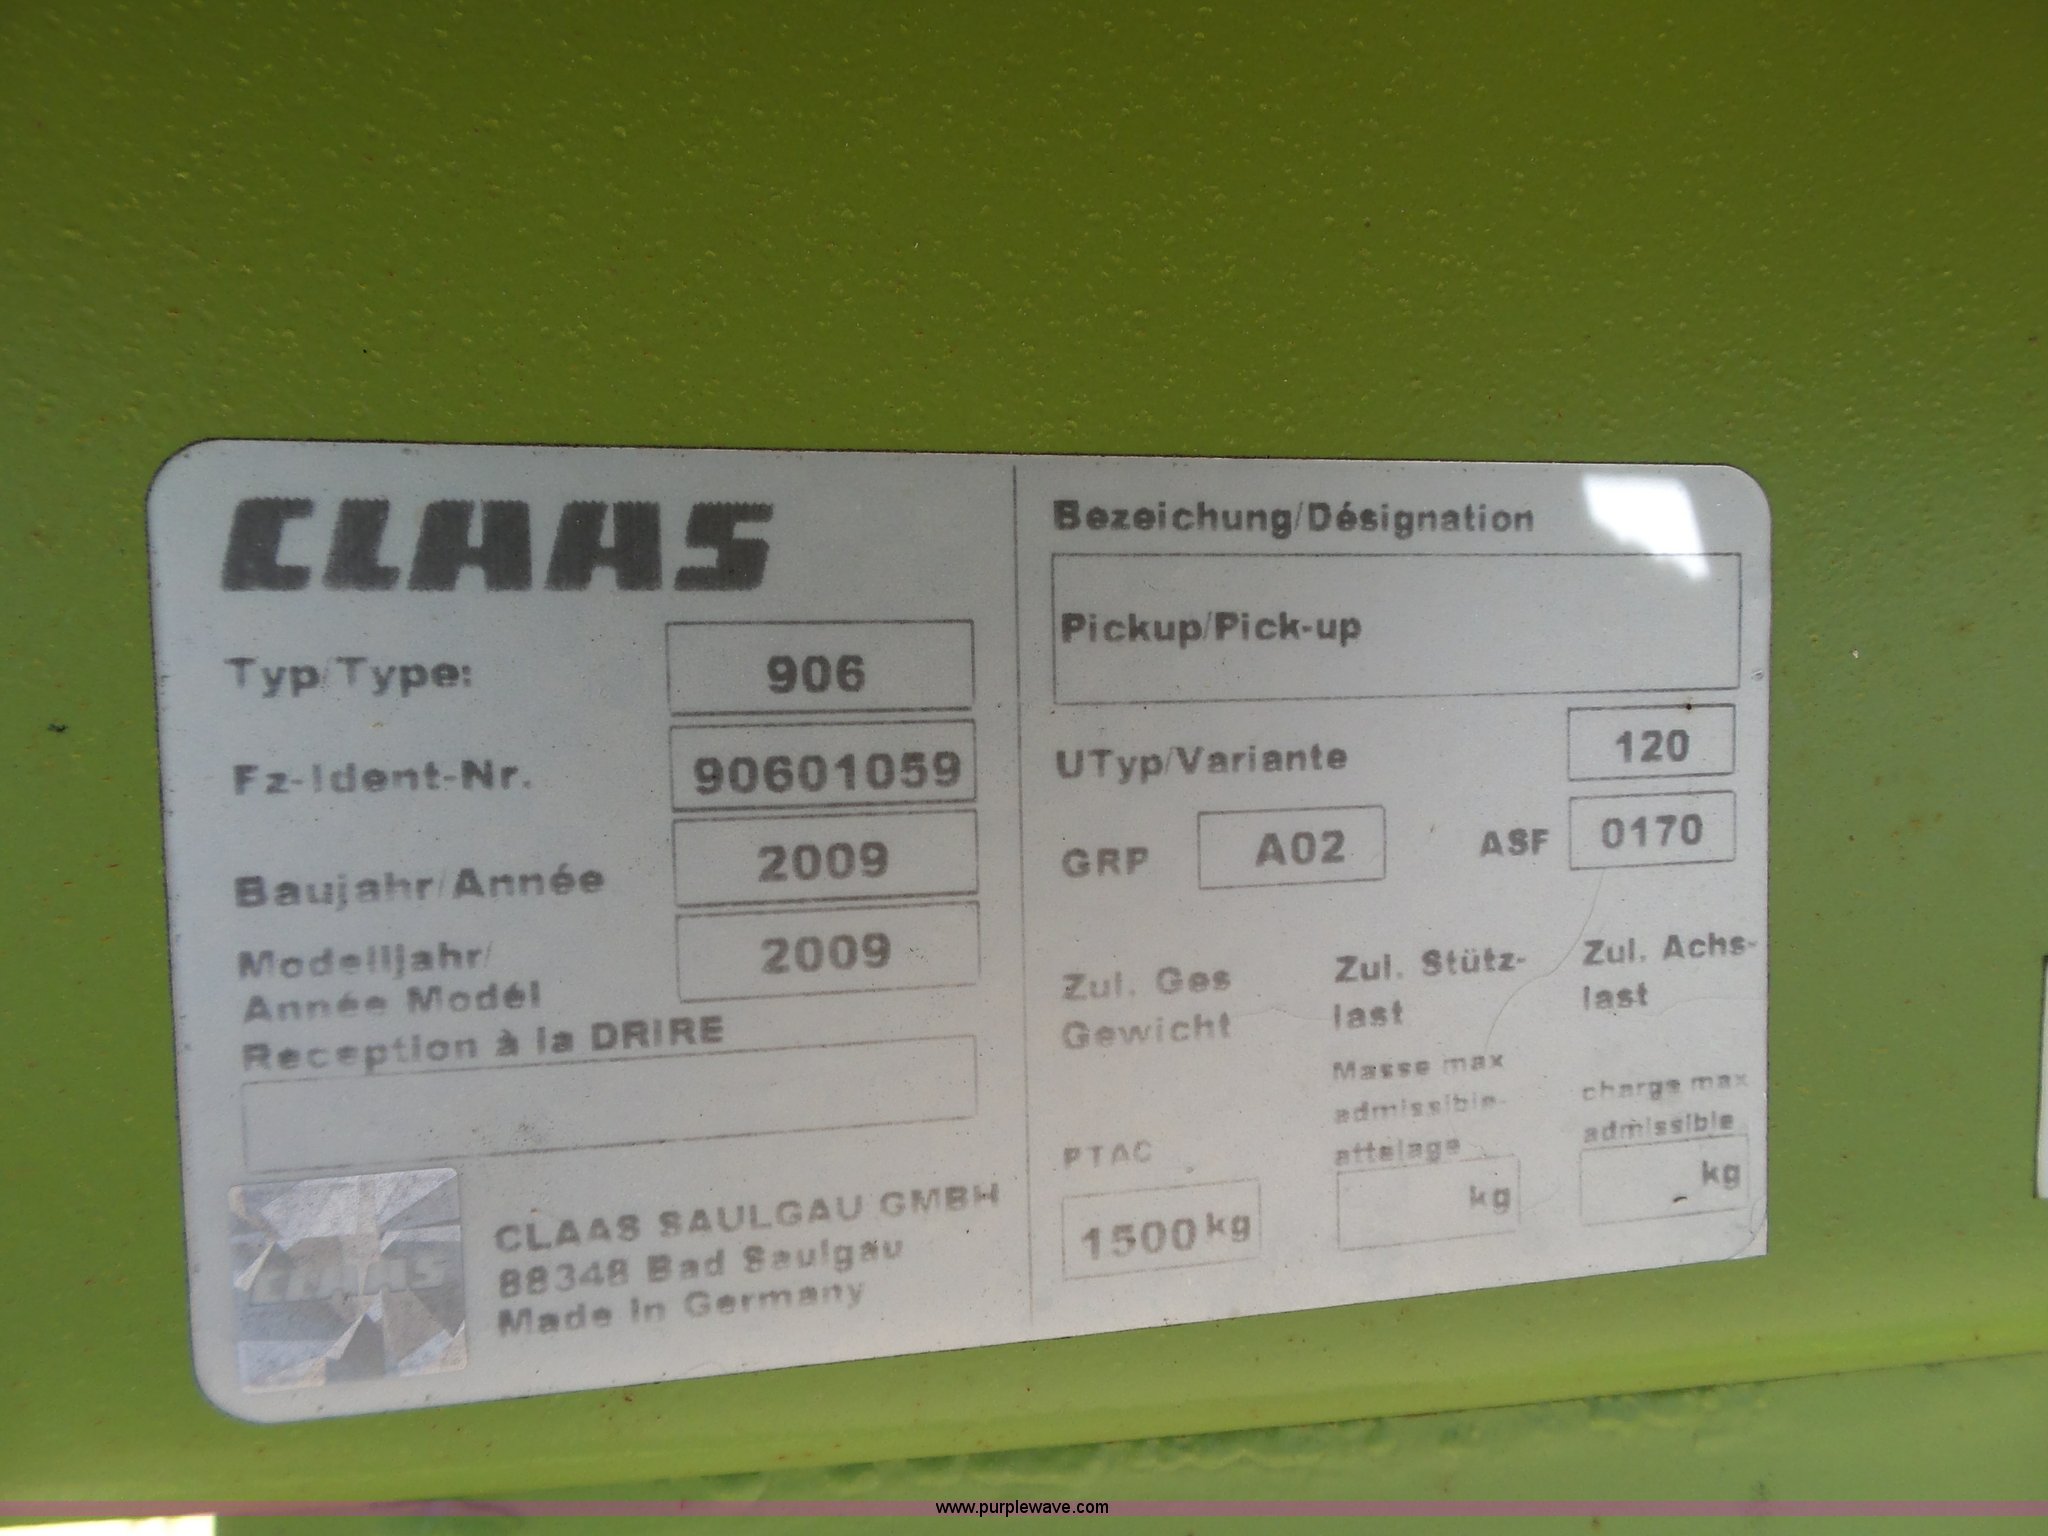 CLAAS
Typ/Type: 906
Fz-Ident-Nr. 90601059
Baujahr/Année 2009
Modelljahr/ 2009
Année Modél
Reception à la DRIRE
CLAAS
CLAAS SAULGAU GMBH
88348 Bad Saulgau
Made in Germany
Bezeichung/Désignation
Pickup/Pick-up
UTyp/Variante 120
GRP A02 ASF 0170
Zul. Ges
Gewicht
PTAC
1500kg
Zul. Stütz-
last
Masse max
admissible-
attelage
kg
Zul. Achs-
last
charge max
admissible
kg
www.purplewave.com